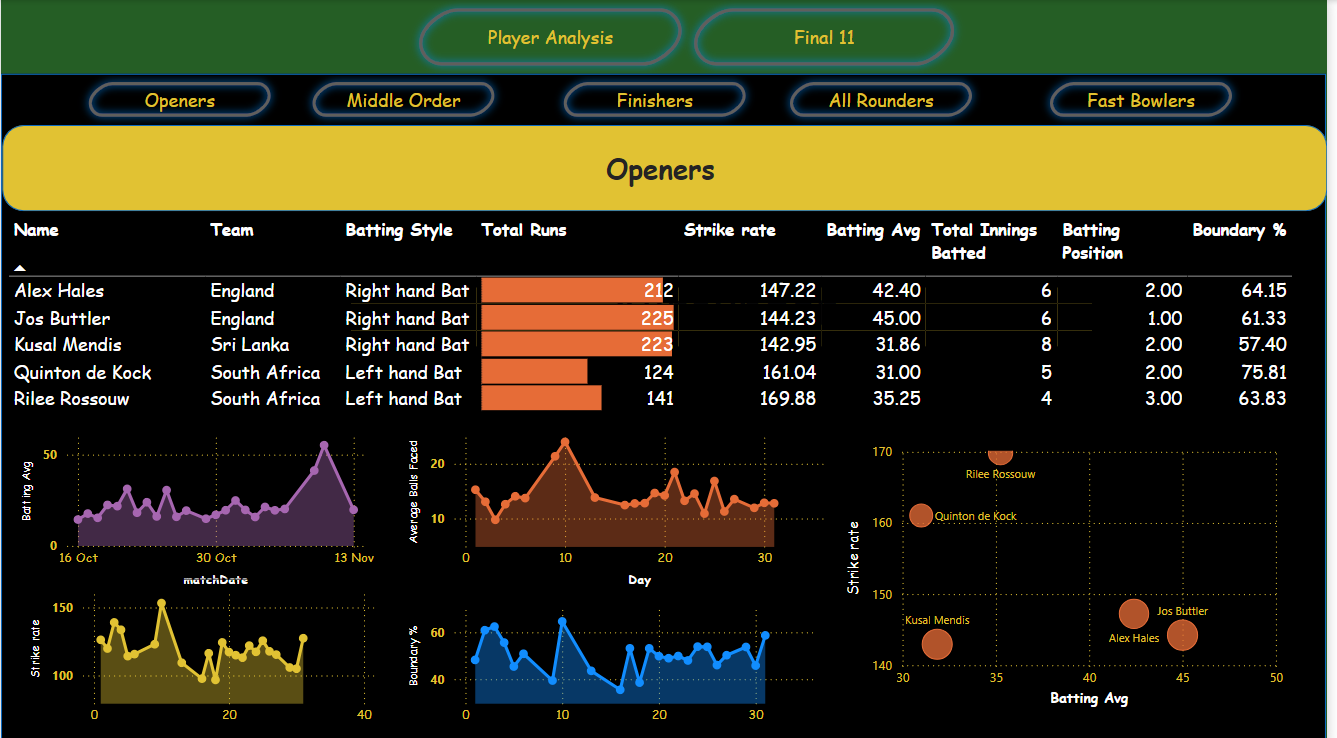 Player Analysis Final 11
Openers Middle Order Finishers All Rounders Fast Bowlers
Openers
Name Team Batting Style Total Runs Strike rate Batting Avg Total Innings Batted Batting Position Boundary %
Alex Hales England Right hand Bat 212 147.22 42.40 6 2.00 64.15
Jos Buttler England Right hand Bat 225 144.23 45.00 6 1.00 61.33
Kusal Mendis Sri Lanka Right hand Bat 223 142.95 31.86 8 2.00 57.40
Quinton de Kock South Africa Left hand Bat 124 161.04 31.00 5 2.00 75.81
Rilee Rossouw South Africa Left hand Bat 141 169.88 35.25 4 3.00 63.83
Batting Avg
50
0
16 Oct 30 Oct 13 Nov
matchDate
Average Balls Faced
20
10
0 10 20 30
Day
Strike rate
150
100
0 20 40
Boundary %
60
40
0 10 20 30
Strike rate
170
160
150
140
Rilee Rossouw
Quinton de Kock
Jos Buttler
Kusal Mendis
Alex Hales
30 35 40 45 50
Batting Avg